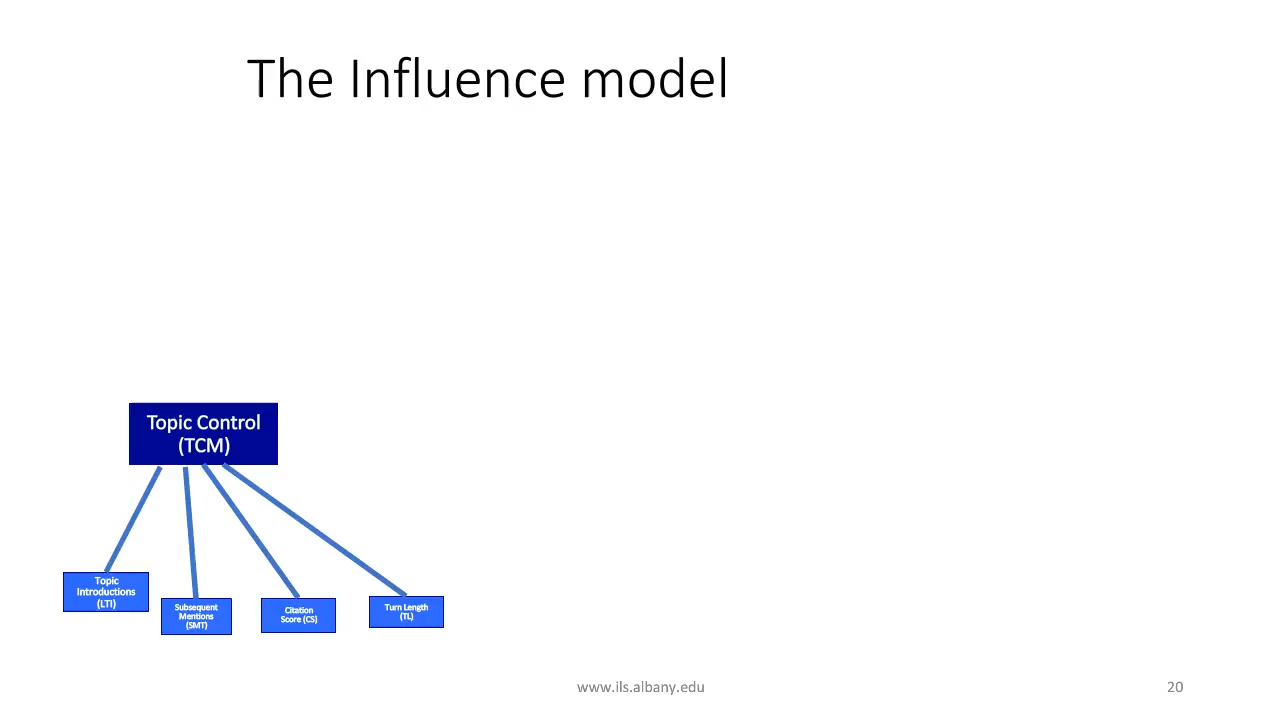 The Influence model
Topic Control
(TCM)
Topic
Introductions
(LTI)
Subsequent
Mentions
(SMT)
Citation
Score (CS)
Turn Length
(TL)
www.ils.albany.edu
20